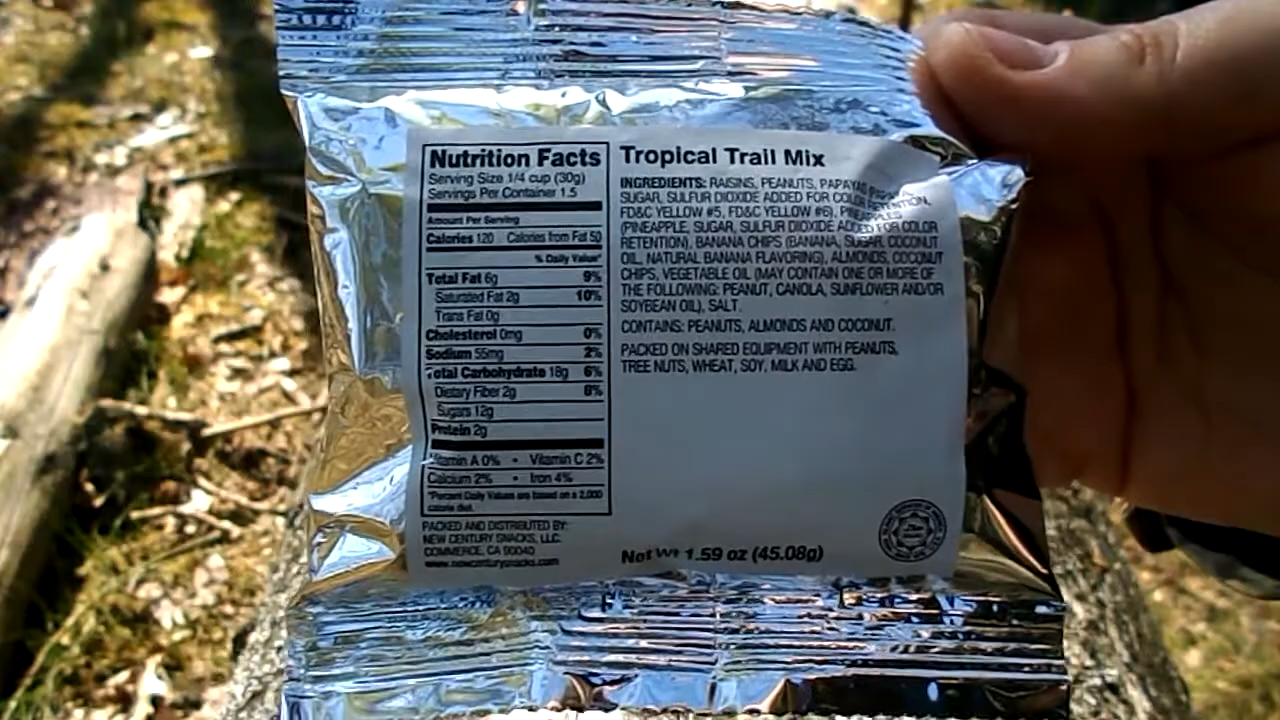 Nutrition Facts
Serving Size 1/4 cup (30g)
Servings Per Container 1.5
Amount Per Serving
Calories 120 Calories from Fat 50
% Daily Value*
Total Fat 6g 9%
Saturated Fat 2g 10%
Trans Fat 0g
Cholesterol 0mg 0%
Sodium 55mg 2%
Total Carbohydrate 18g 6%
Dietary Fiber 2g 8%
Sugars 12g
Protein 2g
Vitamin A 0% • Vitamin C 2%
Calcium 2% • Iron 4%
*Percent Daily Values are based on a 2,000
calorie diet.
PACKED AND DISTRIBUTED BY:
NEW CENTURY SNACKS, LLC.
COMMERCE, CA 90040
www.newcenturysnacks.com
Tropical Trail Mix
INGREDIENTS: RAISINS, PEANUTS, PAPAYAS
SUGAR, SULFUR DIOXIDE ADDED FOR COLOR RETENTION,
FD&C YELLOW #5, FD&C YELLOW #6), PINEAPPLES
(PINEAPPLE, SUGAR, SULFUR DIOXIDE ADDED FOR COLOR
RETENTION), BANANA CHIPS (BANANA, SUGAR, COCONUT
OIL, NATURAL BANANA FLAVORING), ALMONDS, COCONUT
CHIPS, VEGETABLE OIL (MAY CONTAIN ONE OR MORE OF
THE FOLLOWING: PEANUT, CANOLA, SUNFLOWER AND/OR
SOYBEAN OIL), SALT.
CONTAINS: PEANUTS, ALMONDS AND COCONUT.
PACKED ON SHARED EQUIPMENT WITH PEANUTS,
TREE NUTS, WHEAT, SOY, MILK AND EGG.
Net Wt 1.59 oz (45.08g)